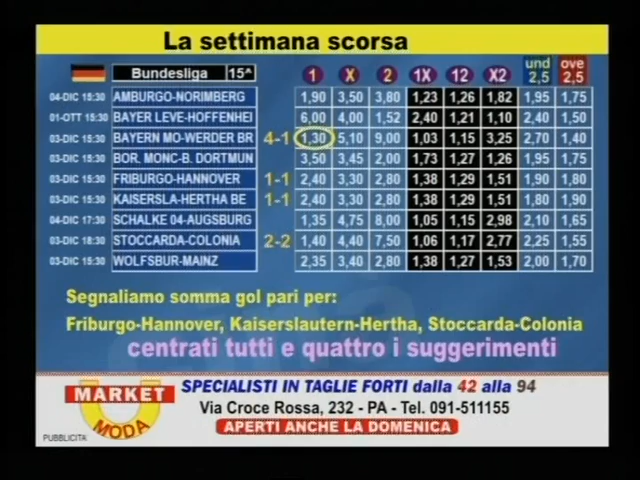 La settimana scorsa
Bundesliga 15^ 1 X 2 1X 12 X2 und 2,5 ove 2,5
04-DIC 15:30 AMBURGO-NORIMBERG 1,90 3,50 3,80 1,23 1,26 1,82 1,95 1,75
01-OTT 15:30 BAYER LEVE-HOFFENHEI 6,00 4,00 1,52 2,40 1,21 1,10 2,40 1,50
03-DIC 15:30 BAYERN MO-WERDER BR 4-1 1,30 5,10 9,00 1,03 1,15 3,25 2,70 1,40
03-DIC 15:30 BOR. MONC-B. DORTMUN 3,50 3,45 2,00 1,73 1,27 1,26 1,95 1,75
03-DIC 15:30 FRIBURGO-HANNOVER 1-1 2,40 3,30 2,80 1,38 1,29 1,51 1,90 1,80
03-DIC 15:30 KAISERSLA-HERTHA BE 1-1 2,40 3,30 2,80 1,38 1,29 1,51 1,80 1,90
04-DIC 17:30 SCHALKE 04-AUGSBURG 1,35 4,75 8,00 1,05 1,15 2,98 2,10 1,65
03-DIC 18:30 STOCCARDA-COLONIA 2-2 1,40 4,40 7,50 1,06 1,17 2,77 2,25 1,55
03-DIC 15:30 WOLFSBUR-MAINZ 2,35 3,40 2,80 1,38 1,27 1,53 2,00 1,70
Segnaliamo somma gol pari per:
Friburgo-Hannover, Kaiserslautern-Hertha, Stoccarda-Colonia
centrati tutti e quattro i suggerimenti
MARKET MODA
SPECIALISTI IN TAGLIE FORTI dalla 42 alla 94
Via Croce Rossa, 232 - PA - Tel. 091-511155
APERTI ANCHE LA DOMENICA
PUBBLICITA'